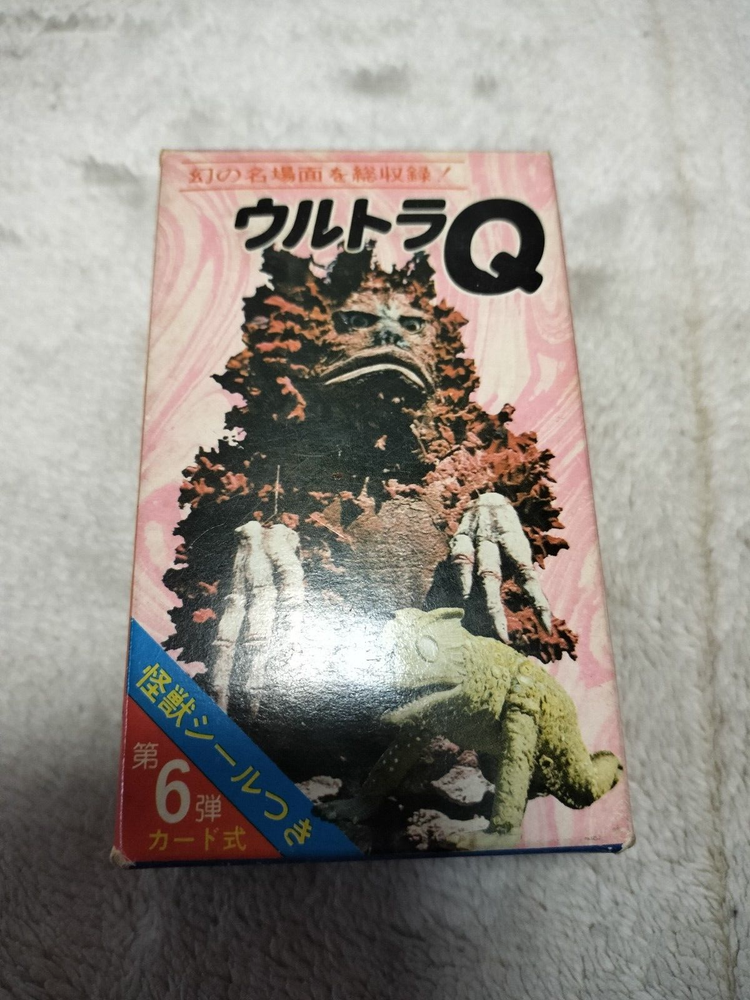 幻の名場面を総収録！
ウルトラQ
怪獣シールつき
第6弾
カード式